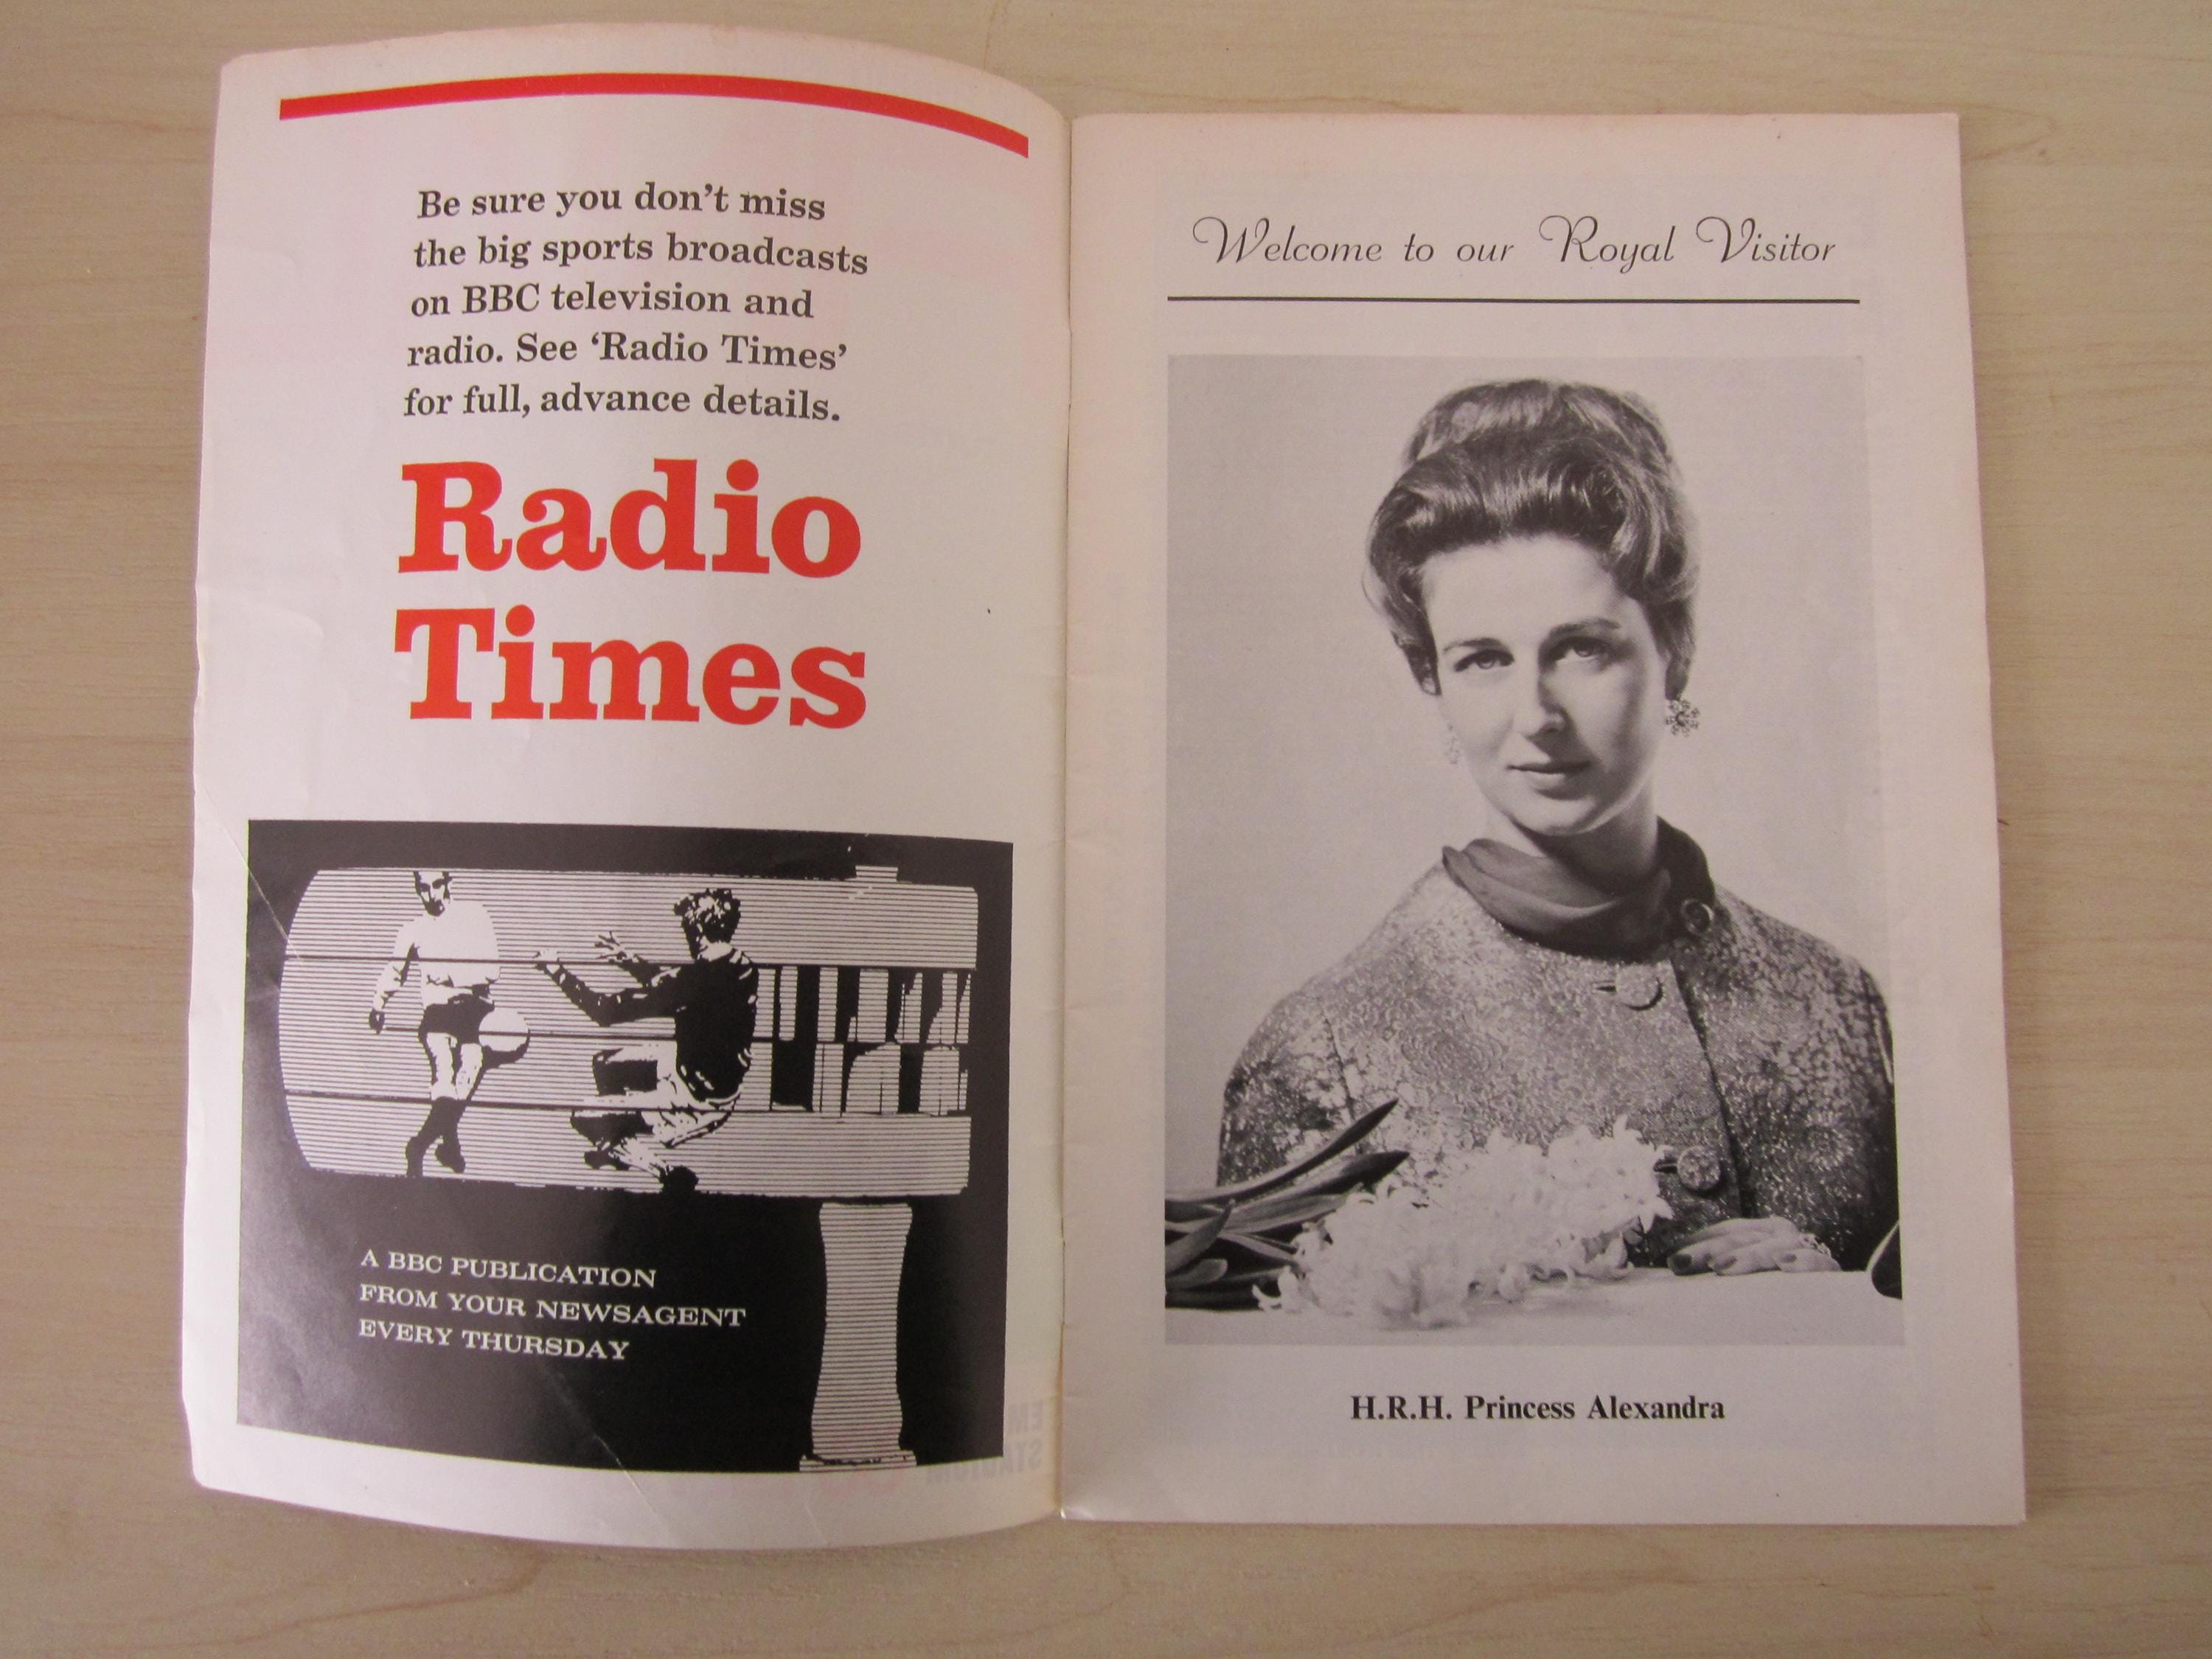 Be sure you don't miss
the big sports broadcasts
on BBC television and
radio. See ‘Radio Times’
for full, advance details.
Radio
Times
A BBC PUBLICATION
FROM YOUR NEWSAGENT
EVERY THURSDAY
Welcome to our Royal Visitor
H.R.H. Princess Alexandra